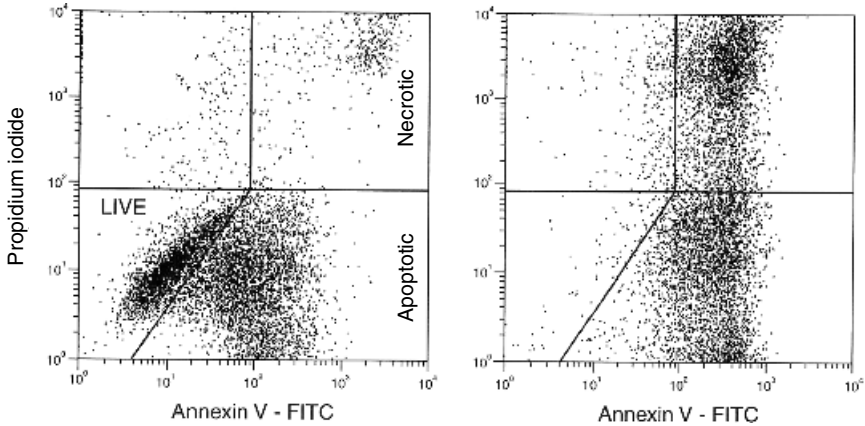 10⁴
10³
10²
10¹
10⁰
Propidium iodide
LIVE
Necrotic
Apoptotic
10⁰ 10¹ 10² 10³ 10⁴
Annexin V - FITC
10⁴
10³
10²
10¹
10⁰
10⁰ 10¹ 10² 10³ 10⁴
Annexin V - FITC